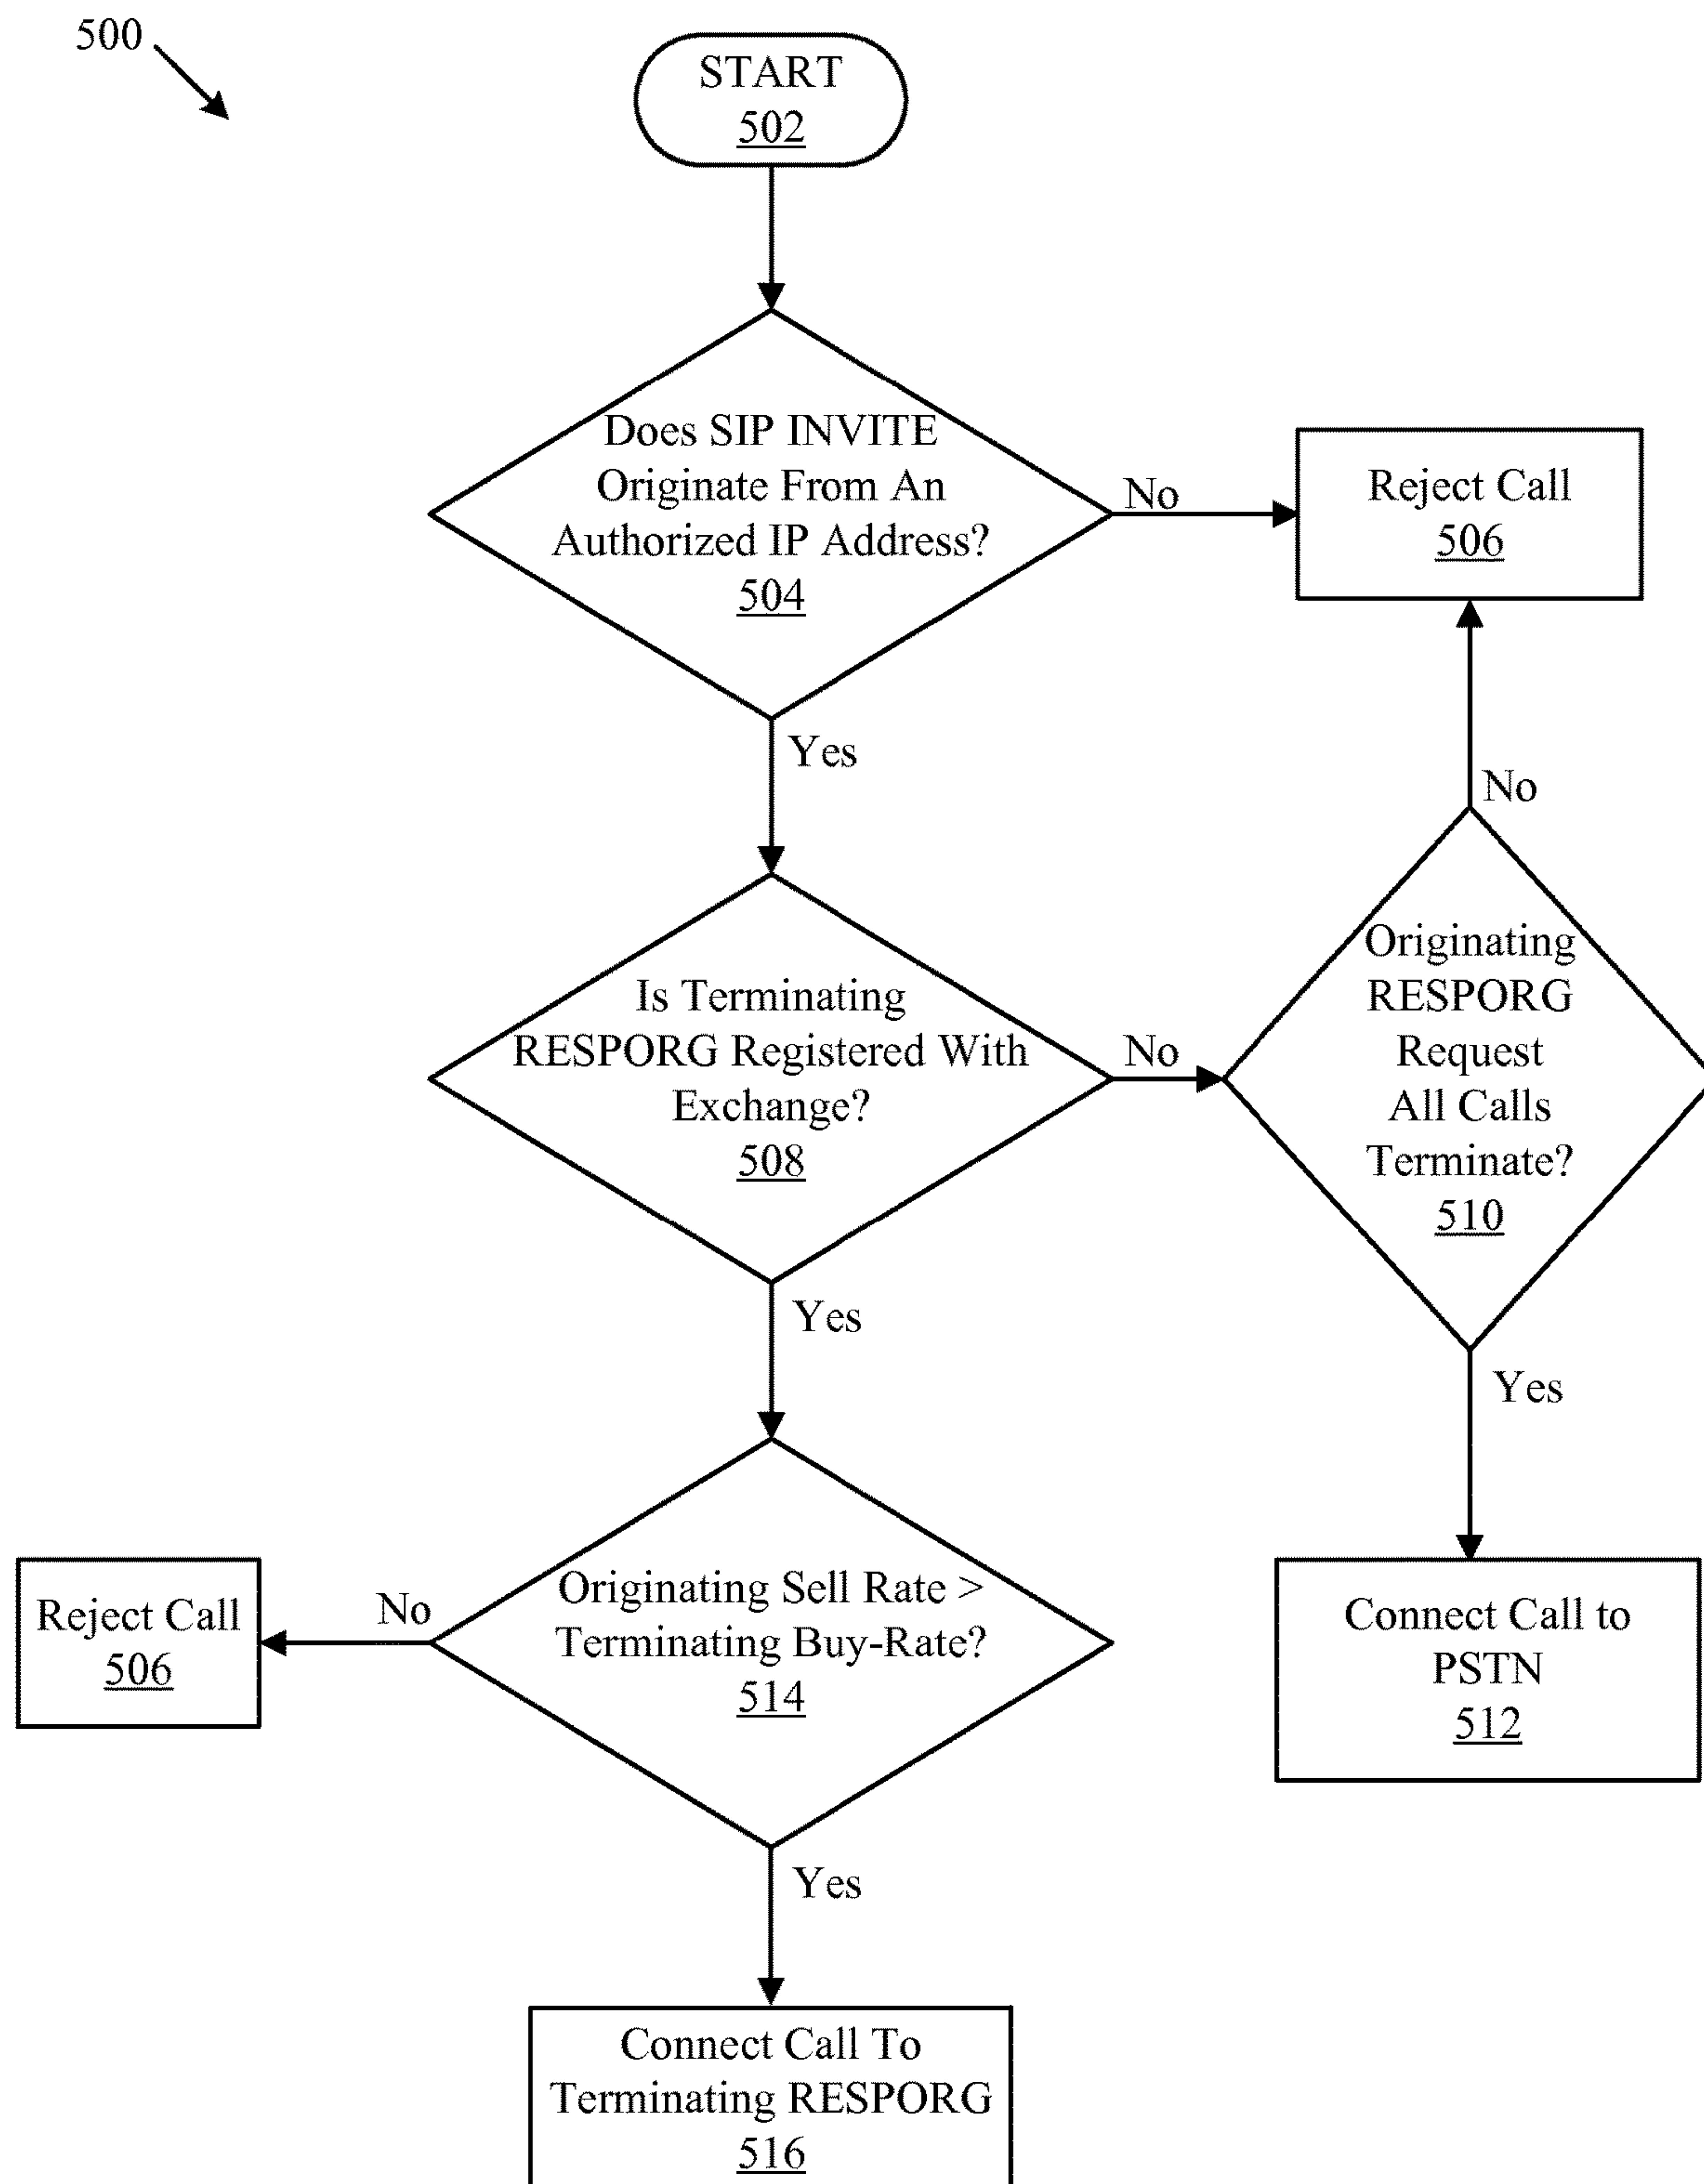 500
START
502
Does SIP INVITE
Originate From An
Authorized IP Address?
504
No
Reject Call
506
Yes
No
Is Terminating
RESPORG Registered With
Exchange?
508
No
Originating
RESPORG
Request
All Calls
Terminate?
510
Yes
Yes
Reject Call
506
No
Originating Sell Rate >
Terminating Buy-Rate?
514
Connect Call to
PSTN
512
Yes
Connect Call To
Terminating RESPORG
516